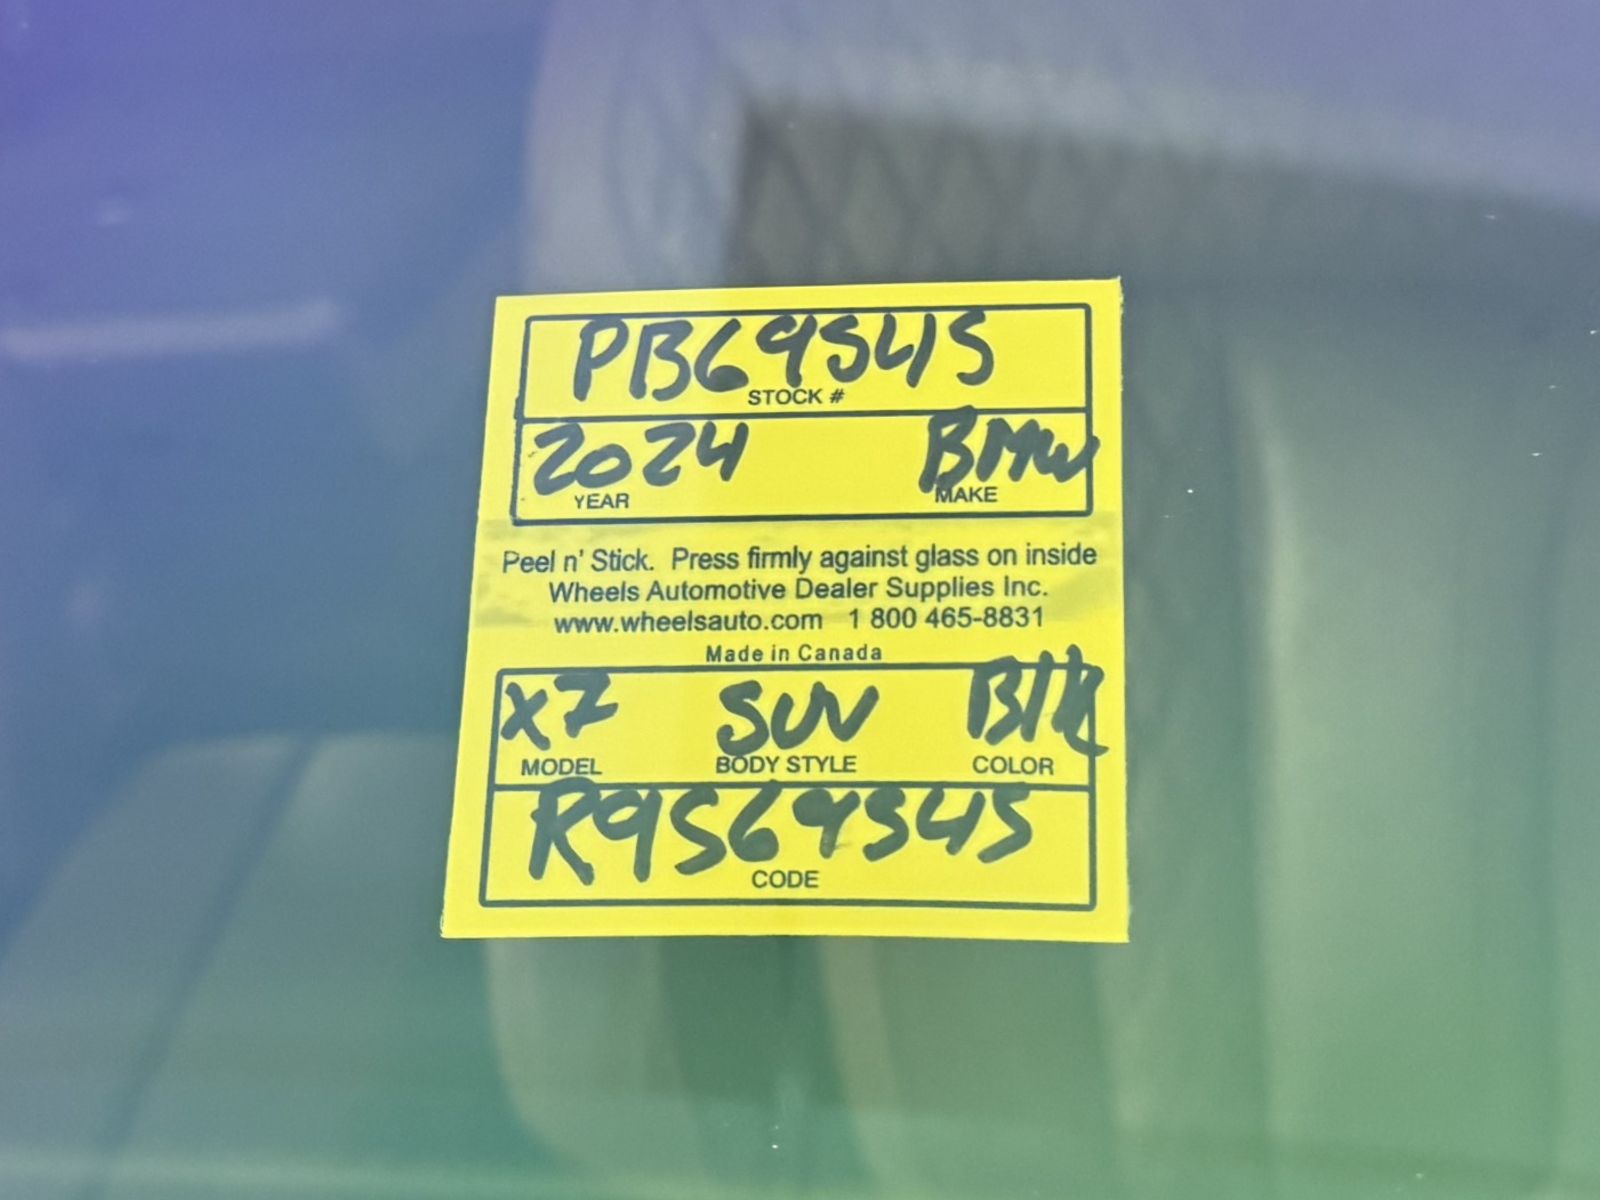 PB69545
STOCK #
2024 BMW
YEAR MAKE
Peel n' Stick. Press firmly against glass on inside
Wheels Automotive Dealer Supplies Inc.
www.wheelsauto.com 1 800 465-8831
Made in Canada
X7 SUV Blk
MODEL BODY STYLE COLOR
R9569545
CODE